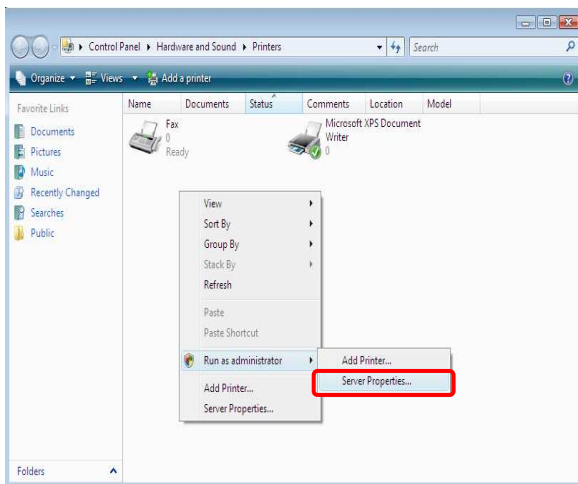 Control Panel ▸ Hardware and Sound ▸ Printers
Search
Organize Views Add a printer
Favorite Links
Documents
Pictures
Music
Recently Changed
Searches
Public
Folders
Name Documents Status Comments Location Model
Fax
0
Ready
Microsoft XPS Document
Writer
0
View
Sort By
Group By
Stack By
Refresh
Paste
Paste Shortcut
Run as administrator
Add Printer...
Server Properties...
Add Printer...
Server Properties...